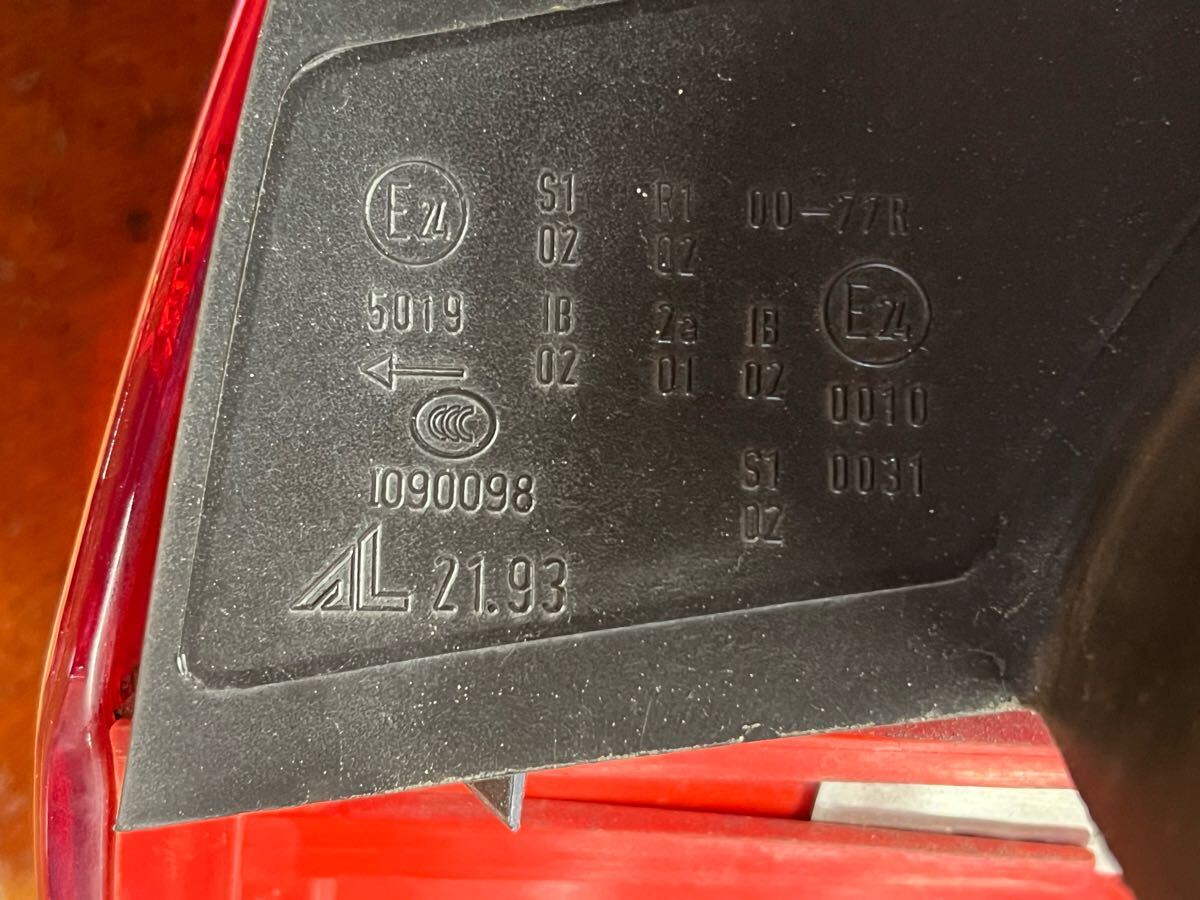 E24 S1 R1 00-77R
02 02
5019 IB 2a IB E24
02 01 02 0010
CCC
1090098 S1 0031
02
AL 21.93